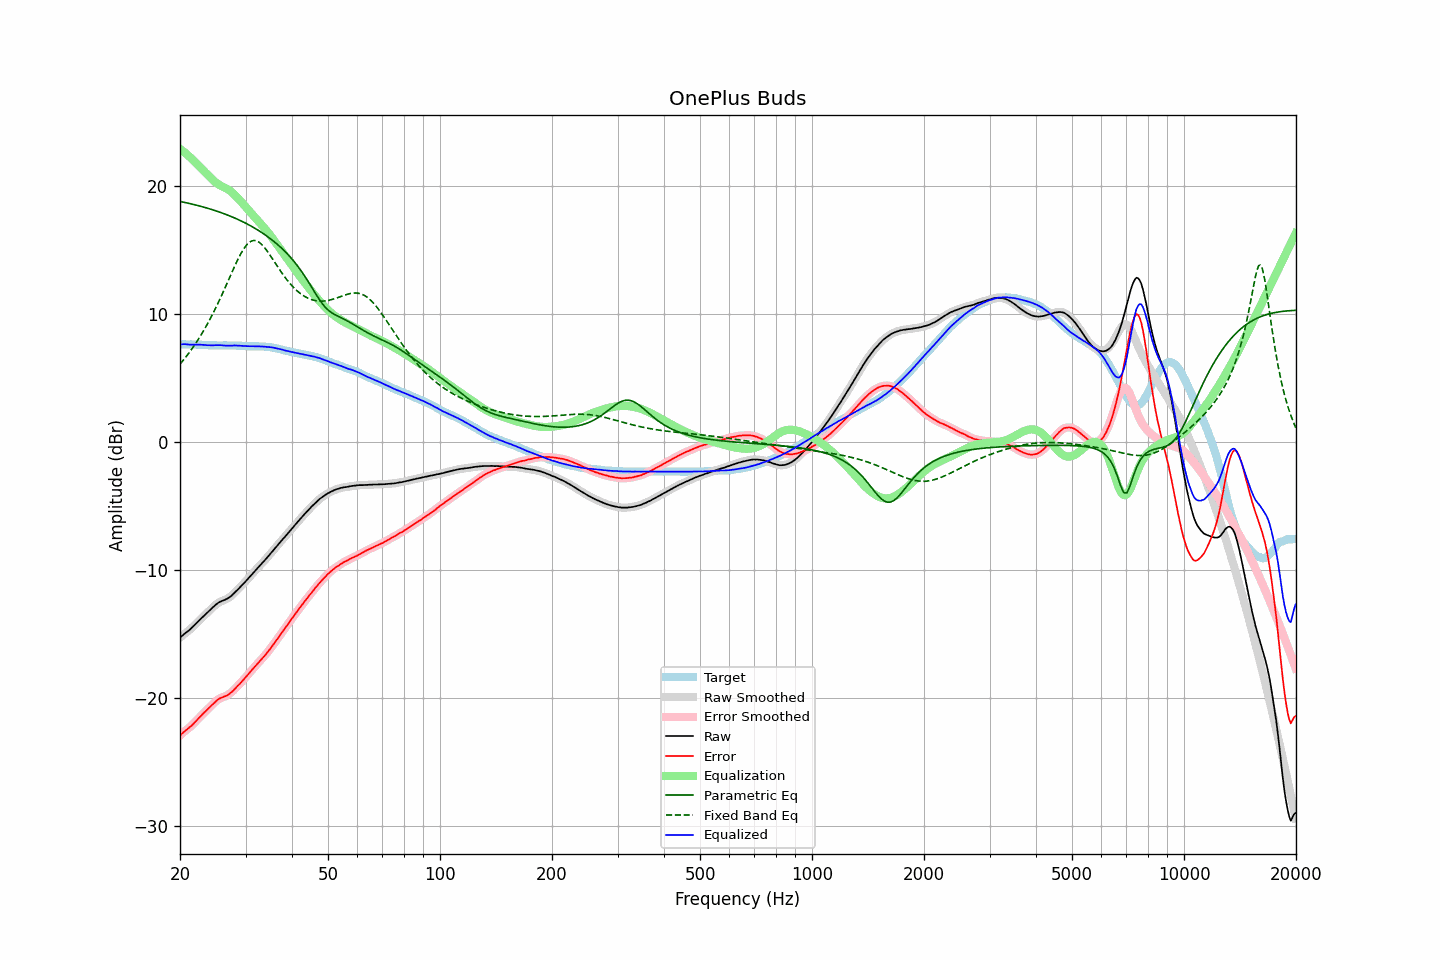 OnePlus Buds
Amplitude (dBr)
20
10
0
−10
−20
−30
Target
Raw Smoothed
Error Smoothed
Raw
Error
Equalization
Parametric Eq
Fixed Band Eq
Equalized
20
50
100
200
500
1000
2000
5000
10000
20000
Frequency (Hz)